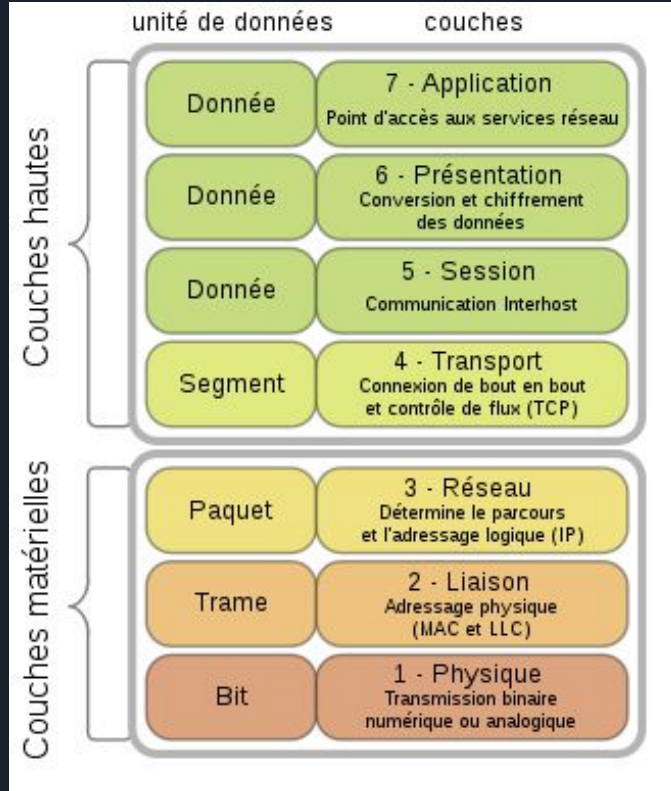 unité de données couches
Couches hautes
Donnée
7 - Application
Point d'accès aux services réseau
Donnée
6 - Présentation
Conversion et chiffrement
des données
Donnée
5 - Session
Communication Interhost
Segment
4 - Transport
Connexion de bout en bout
et contrôle de flux (TCP)
Couches matérielles
Paquet
3 - Réseau
Détermine le parcours
et l'adressage logique (IP)
Trame
2 - Liaison
Adressage physique
(MAC et LLC)
Bit
1 - Physique
Transmission binaire
numérique ou analogique